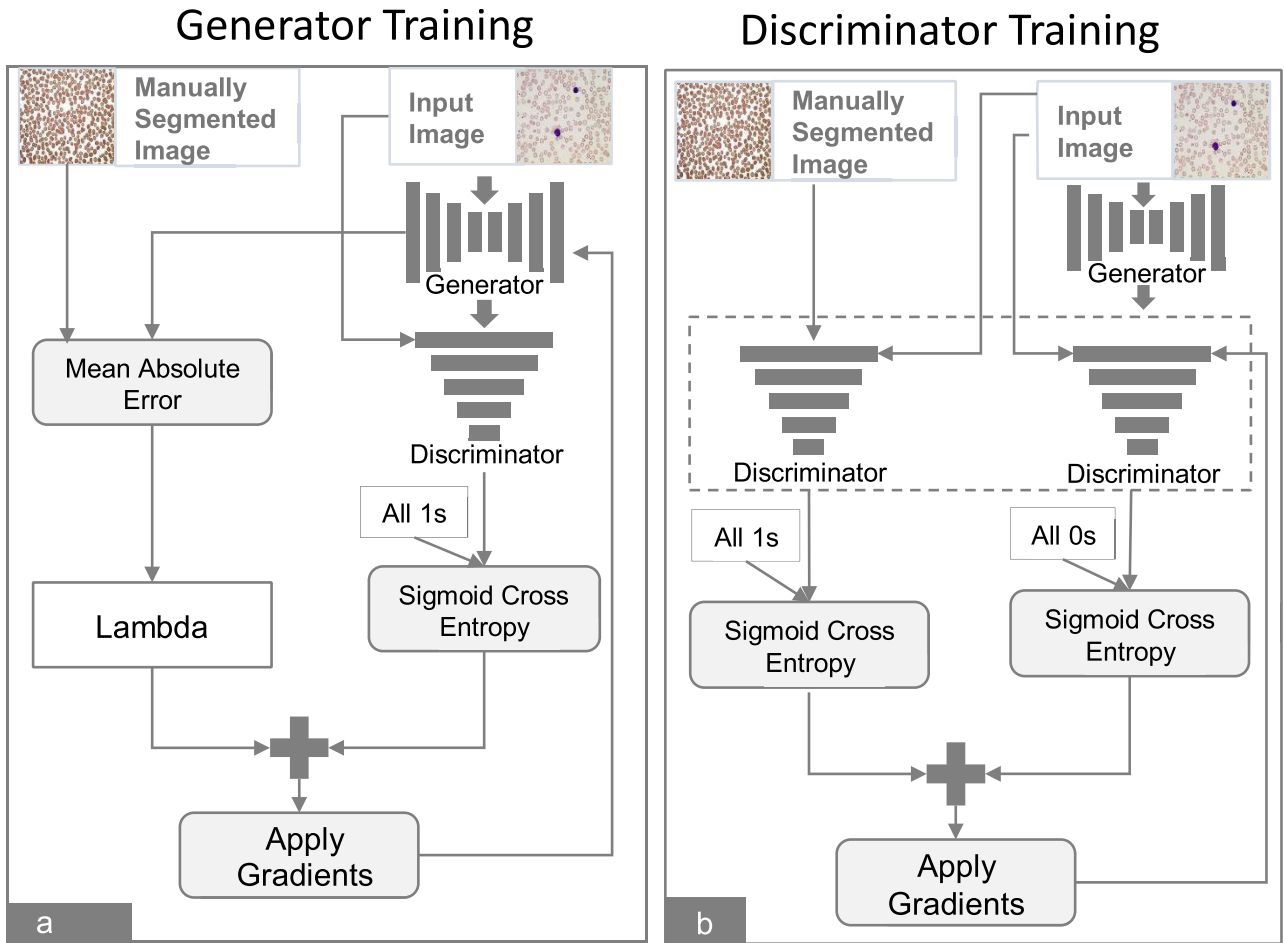 Generator Training
Manually
Segmented
Image
Input
Image
Generator
Mean Absolute
Error
Discriminator
All 1s
Sigmoid Cross
Entropy
Lambda
Apply
Gradients
a
Discriminator Training
Manually
Segmented
Image
Input
Image
Generator
Discriminator
Discriminator
All 1s
All 0s
Sigmoid Cross
Entropy
Sigmoid Cross
Entropy
Apply
Gradients
b